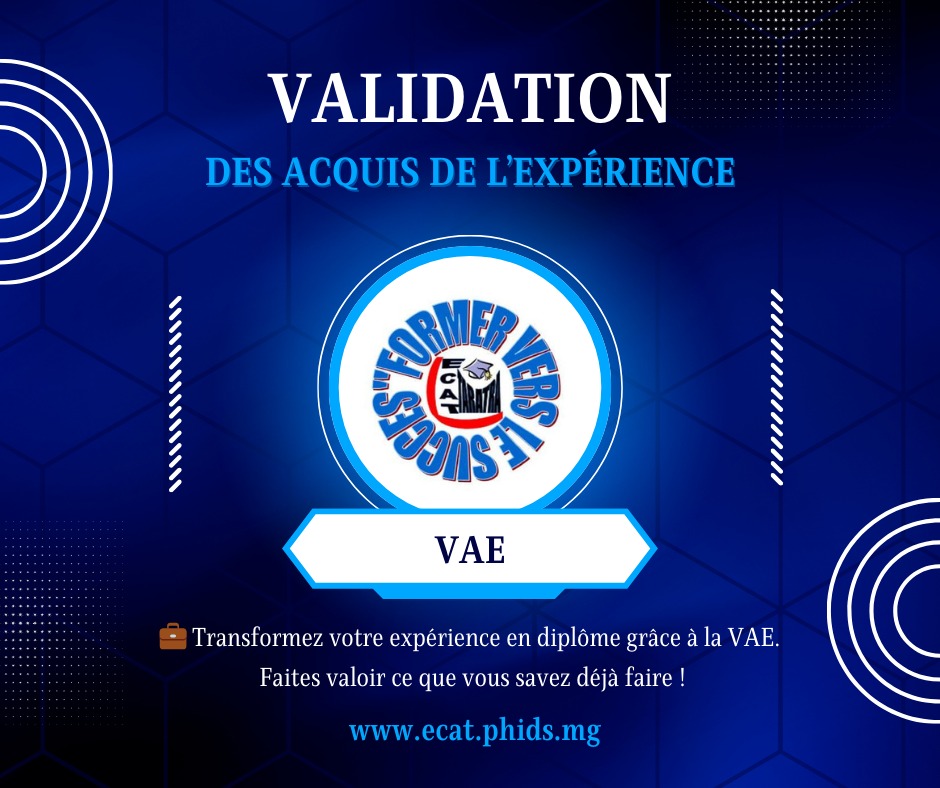 VALIDATION
DES ACQUIS DE L'EXPÉRIENCE
"FORMER VERS LE SUCCES"
ECAT
TARATRA
VAE
Transformez votre expérience en diplôme grâce à la VAE.
Faites valoir ce que vous savez déjà faire !
www.ecat.phids.mg